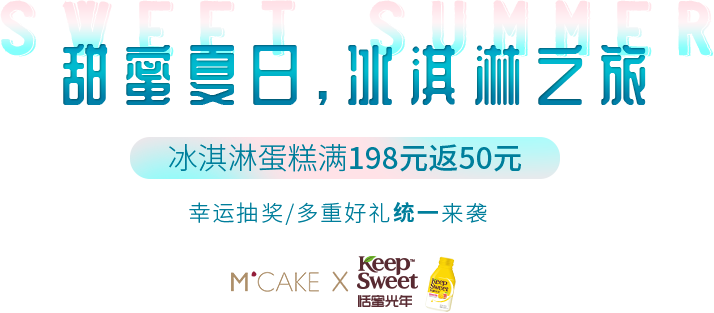 SWEET SUMMER
甜蜜夏日,冰淇淋之旅
冰淇淋蛋糕满198元返50元
幸运抽奖/多重好礼统一来袭
M'CAKE X Keep Sweet™
恬蜜光年